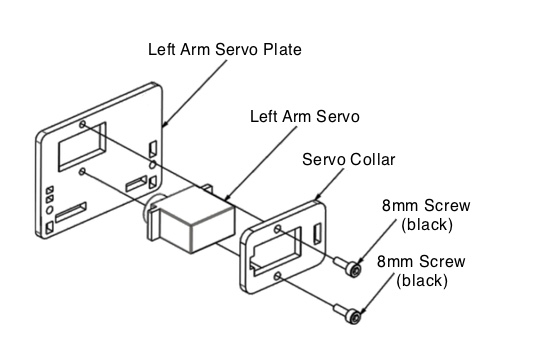 Left Arm Servo Plate
Left Arm Servo
Servo Collar
8mm Screw
(black)
8mm Screw
(black)